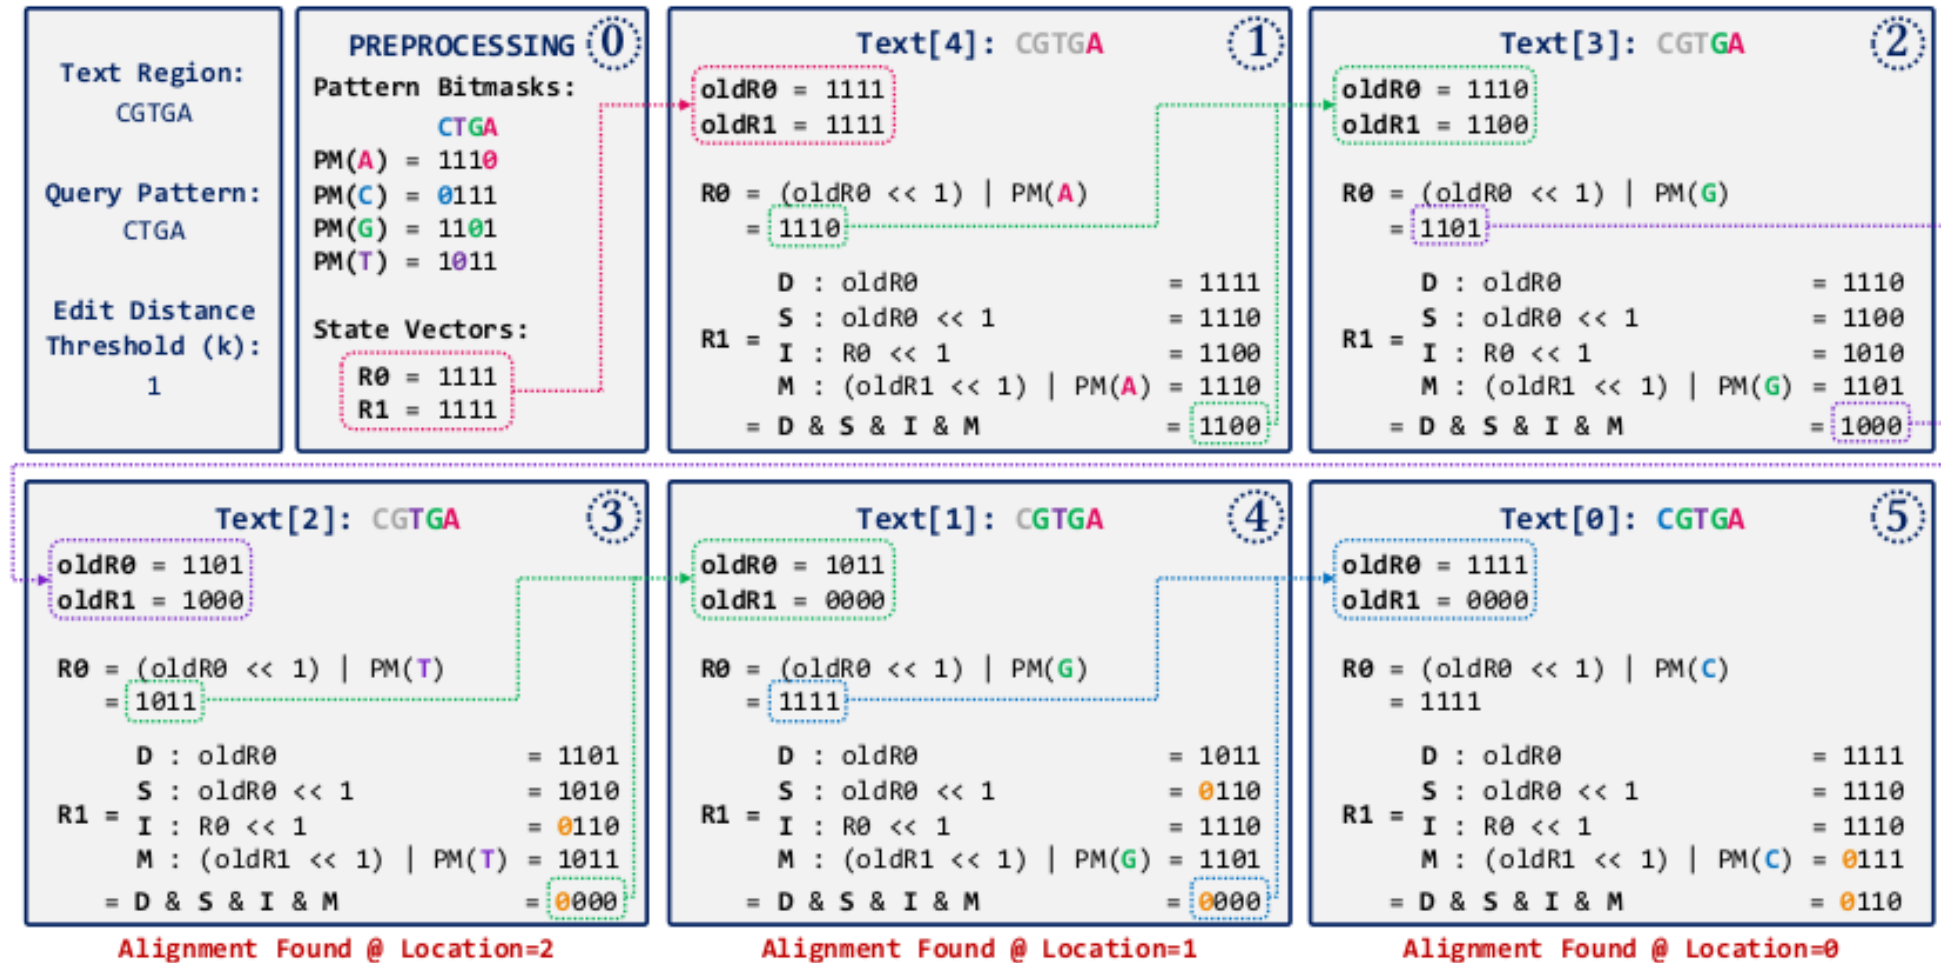 Text Region:
CGTGA
Query Pattern:
CTGA
Edit Distance
Threshold (k):
1
PREPROCESSING 0
Pattern Bitmasks:
CTGA
PM(A) = 1110
PM(C) = 0111
PM(G) = 1101
PM(T) = 1011
State Vectors:
R0 = 1111
R1 = 1111
Text[4]: CGTGA 1
oldR0 = 1111
oldR1 = 1111
R0 = (oldR0 << 1) | PM(A)
= 1110
D : oldR0 = 1111
S : oldR0 << 1 = 1110
R1 =
I : R0 << 1 = 1100
M : (oldR1 << 1) | PM(A) = 1110
= D & S & I & M = 1100
Text[3]: CGTGA 2
oldR0 = 1110
oldR1 = 1100
R0 = (oldR0 << 1) | PM(G)
= 1101
D : oldR0 = 1110
S : oldR0 << 1 = 1100
R1 =
I : R0 << 1 = 1010
M : (oldR1 << 1) | PM(G) = 1101
= D & S & I & M = 1000
Text[2]: CGTGA 3
oldR0 = 1101
oldR1 = 1000
R0 = (oldR0 << 1) | PM(T)
= 1011
D : oldR0 = 1101
S : oldR0 << 1 = 1010
R1 =
I : R0 << 1 = 0110
M : (oldR1 << 1) | PM(T) = 1011
= D & S & I & M = 0000
Alignment Found @ Location=2
Text[1]: CGTGA 4
oldR0 = 1011
oldR1 = 0000
R0 = (oldR0 << 1) | PM(G)
= 1111
D : oldR0 = 1011
S : oldR0 << 1 = 0110
R1 =
I : R0 << 1 = 1110
M : (oldR1 << 1) | PM(G) = 1101
= D & S & I & M = 0000
Alignment Found @ Location=1
Text[0]: CGTGA 5
oldR0 = 1111
oldR1 = 0000
R0 = (oldR0 << 1) | PM(C)
= 1111
D : oldR0 = 1111
S : oldR0 << 1 = 1110
R1 =
I : R0 << 1 = 1110
M : (oldR1 << 1) | PM(C) = 0111
= D & S & I & M = 0110
Alignment Found @ Location=0